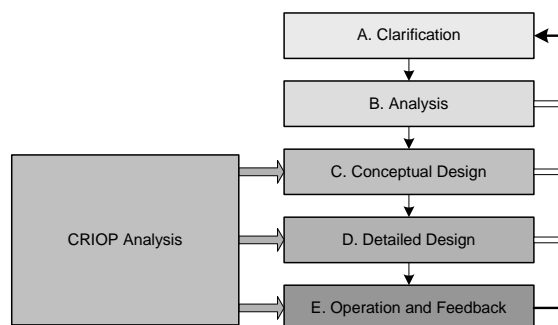 A. Clarification
B. Analysis
C. Conceptual Design
CRIOP Analysis
D. Detailed Design
E. Operation and Feedback